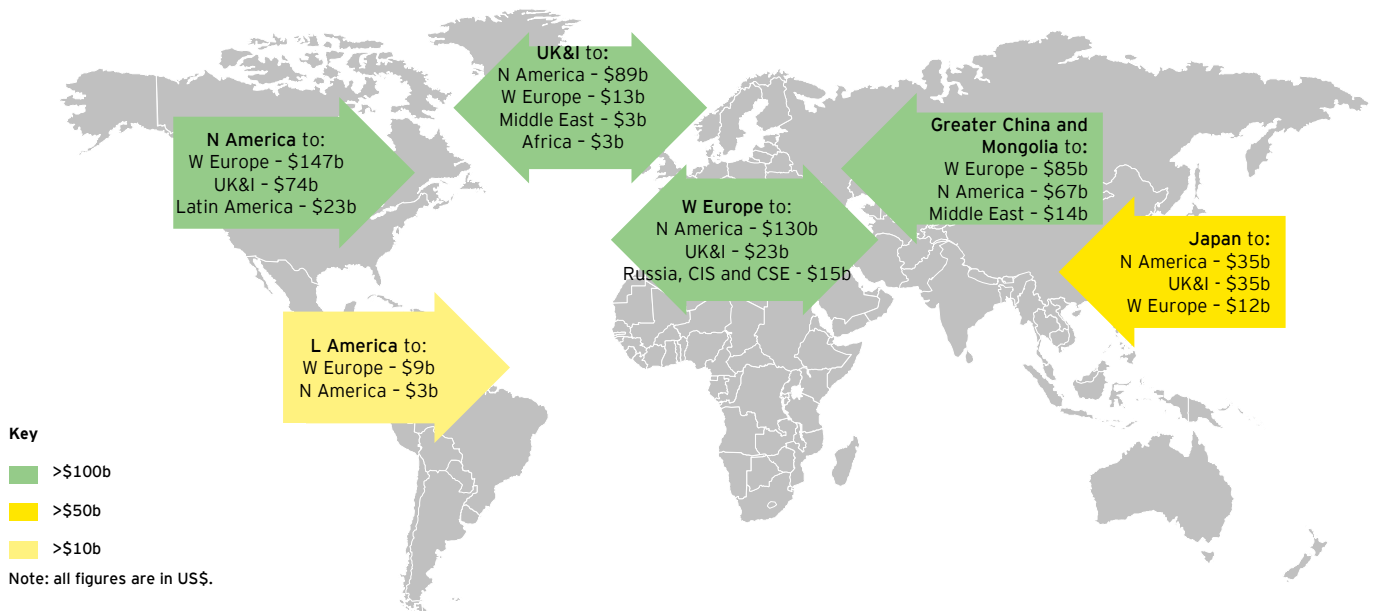 UK&I to:
N America – $89b
W Europe – $13b
Middle East – $3b
Africa – $3b
N America to:
W Europe – $147b
UK&I – $74b
Latin America – $23b
Greater China and
Mongolia to:
W Europe – $85b
N America – $67b
Middle East – $14b
W Europe to:
N America – $130b
UK&I – $23b
Russia, CIS and CSE - $15b
Japan to:
N America – $35b
UK&I - $35b
W Europe – $12b
L America to:
W Europe – $9b
N America – $3b
Key
>$100b
>$50b
>$10b
Note: all figures are in US$.